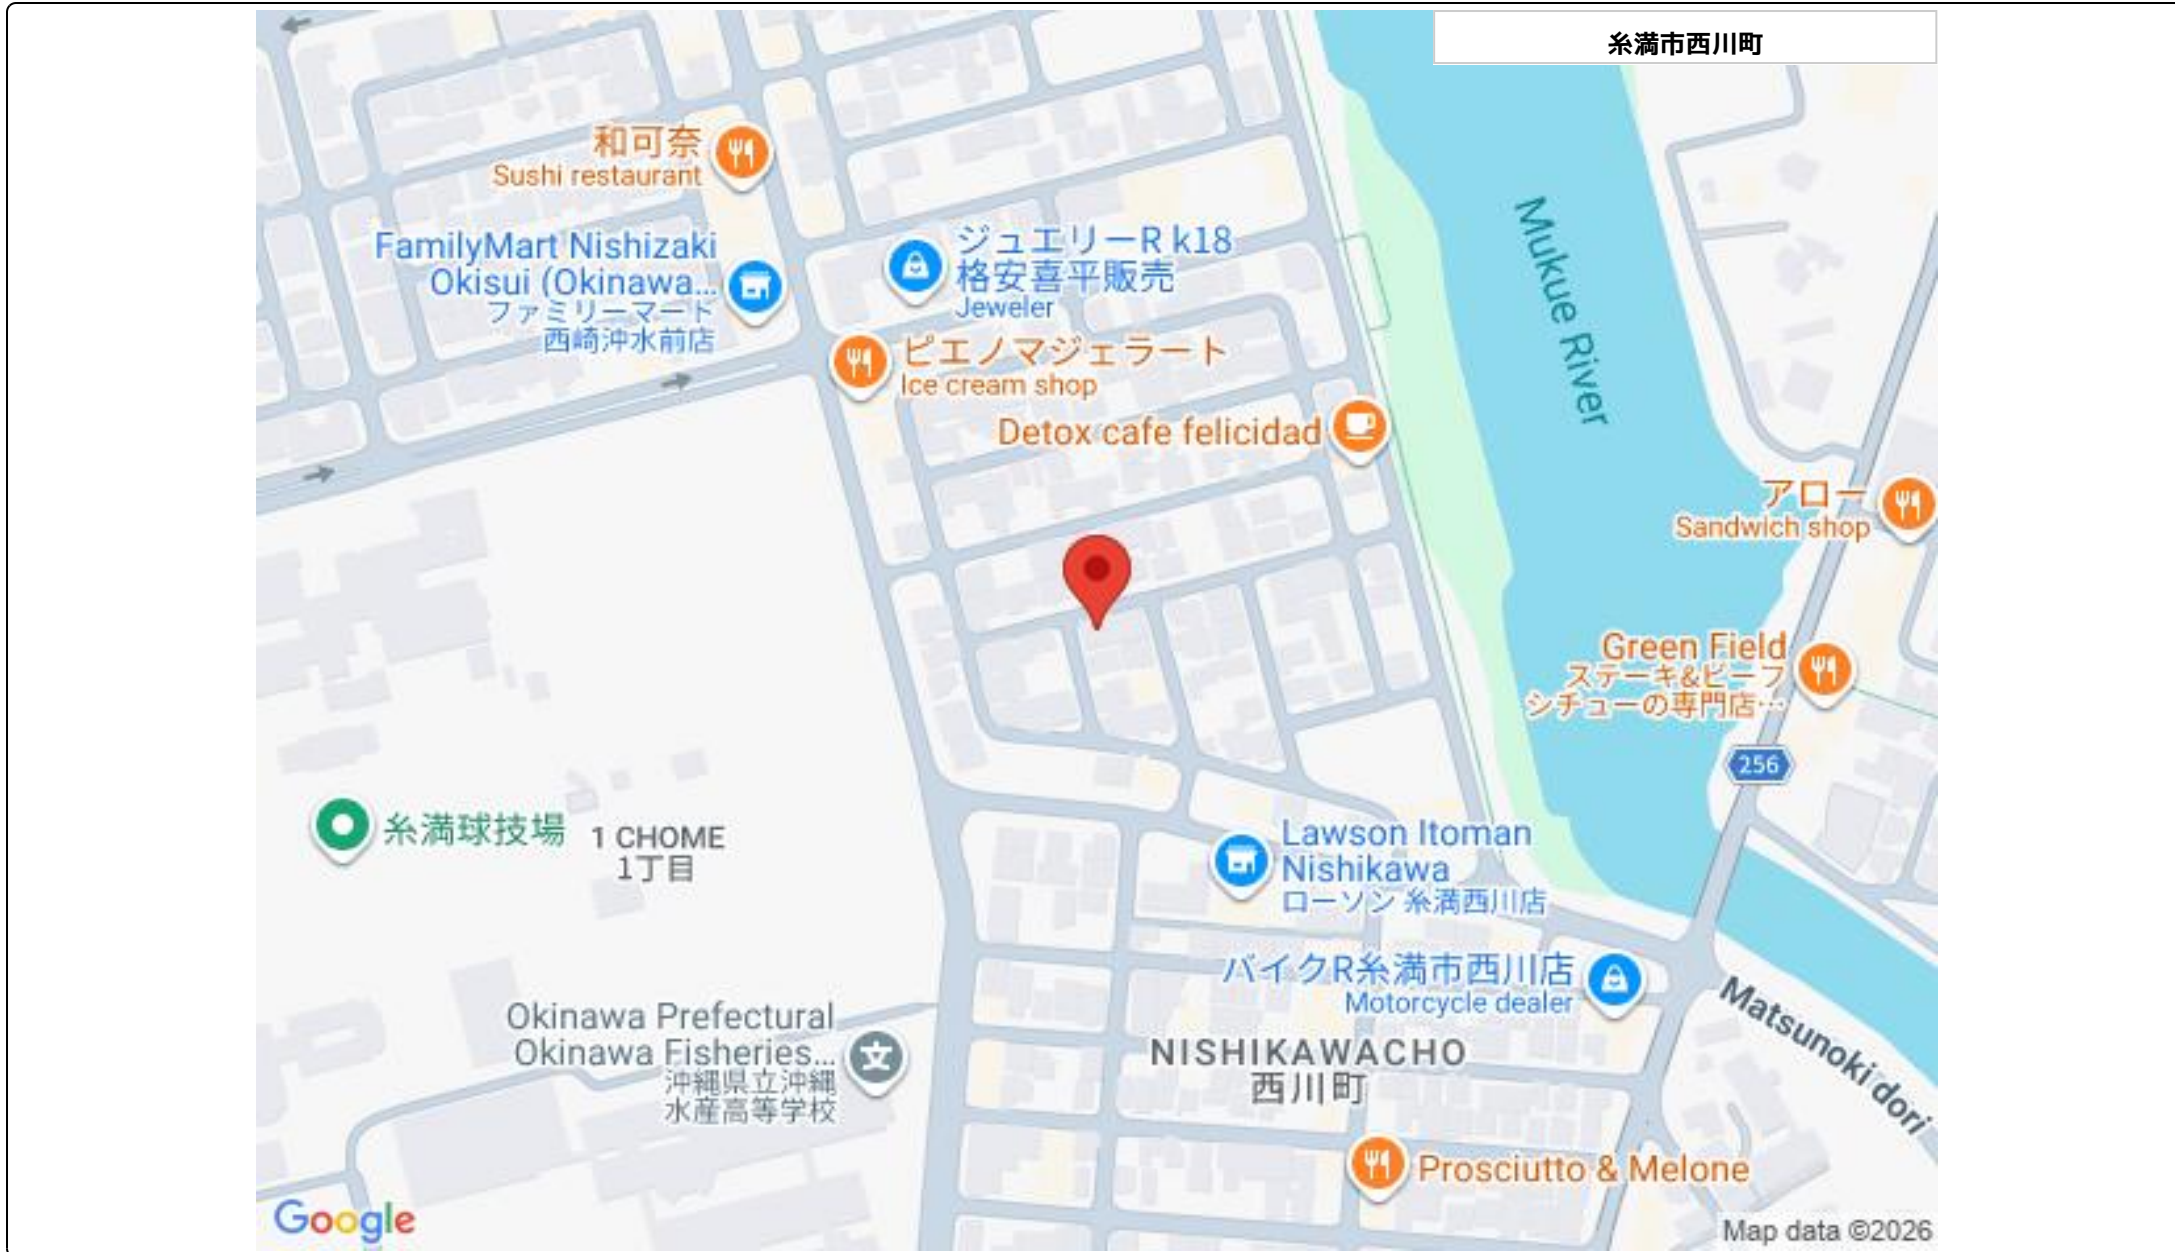 糸満市西川町
和可奈
Sushi restaurant
FamilyMart Nishizaki
Okisui (Okinawa...
ファミリーマート
西崎沖水前店
ジュエリーR k18
格安喜平販売
Jeweler
ピエノマジェラート
Ice cream shop
Detox cafe felicidad
Mukue River
アロー
Sandwich shop
Green Field
ステーキ&ビーフ
シチューの専門店…
256
糸満球技場
1 CHOME
1丁目
Lawson Itoman
Nishikawa
ローソン 糸満西川店
バイクR糸満市西川店
Motorcycle dealer
Matsunoki dori
Okinawa Prefectural
Okinawa Fisheries...
沖縄県立沖縄
水産高等学校
文
NISHIKAWACHO
西川町
Prosciutto & Melone
Google
Map data ©2026